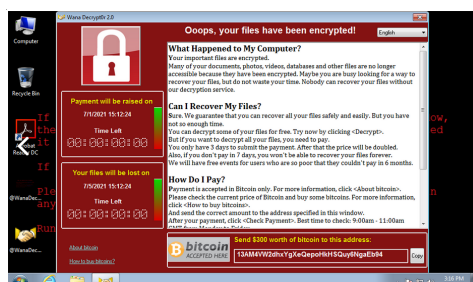 Wana Decrypt0r 2.0
Ooops, your files have been encrypted!
English
Computer
Recycle Bin
Reader DC
@WanaDec...
@WanaDec...
Payment will be raised on
7/1/2021 15:12:24
Time Left
00:00:00:00
Your files will be lost on
7/5/2021 15:12:24
Time Left
00:00:00:00
About bitcoin
How to buy bitcoins?
What Happened to My Computer?
Your important files are encrypted.
Many of your documents, photos, videos, databases and other files are no longer
accessible because they have been encrypted. Maybe you are busy looking for a way to
recover your files, but do not waste your time. Nobody can recover your files without
our decryption service.
Can I Recover My Files?
Sure. We guarantee that you can recover all your files safely and easily. But you have
not so enough time.
You can decrypt some of your files for free. Try now by clicking <Decrypt>.
But if you want to decrypt all your files, you need to pay.
You only have 3 days to submit the payment. After that the price will be doubled.
Also, if you don't pay in 7 days, you won't be able to recover your files forever.
We will have free events for users who are so poor that they couldn't pay in 6 months.
How Do I Pay?
Payment is accepted in Bitcoin only. For more information, click <About bitcoin>.
Please check the current price of Bitcoin and buy some bitcoins. For more information,
click <How to buy bitcoins>.
And send the correct amount to the address specified in this window.
After your payment, click <Check Payment>. Best time to check: 9:00am - 11:00am
GMT from Monday to Friday.
bitcoin
ACCEPTED HERE
Send $300 worth of bitcoin to this address:
13AM4VW2dhxYgXeQepoHkHSQuy6NgaEb94
Copy
3:16 PM